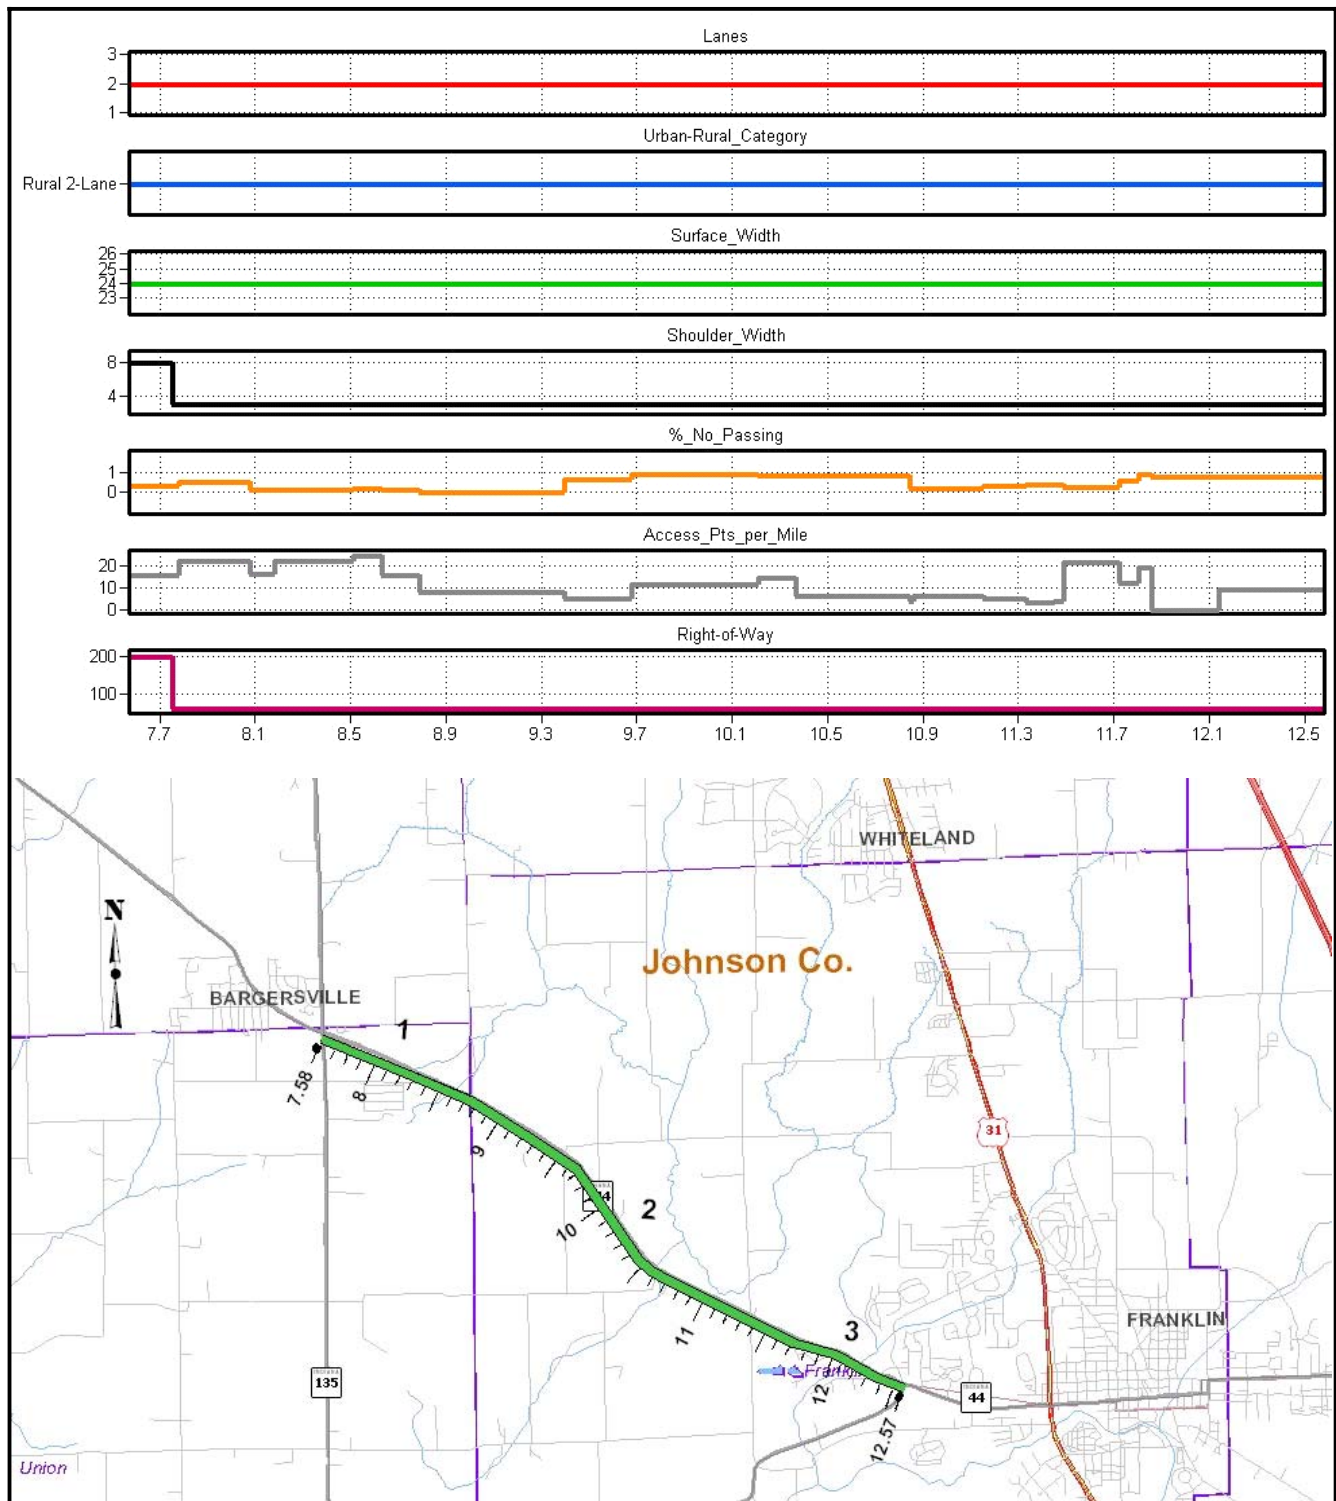 Lanes
3
2
1
Urban-Rural_Category
Rural 2-Lane
Surface_Width
26
25
24
23
Shoulder_Width
8
4
%_No_Passing
1
0
Access_Pts_per_Mile
20
10
0
Right-of-Way
200
100
7.7 8.1 8.5 8.9 9.3 9.7 10.1 10.5 10.9 11.3 11.7 12.1 12.5
WHITELAND
N
Johnson Co.
BARGERSVILLE
1
7.58
8
31
9
2
10
FRANKLIN
11
3
135
12
44
12.57
Union